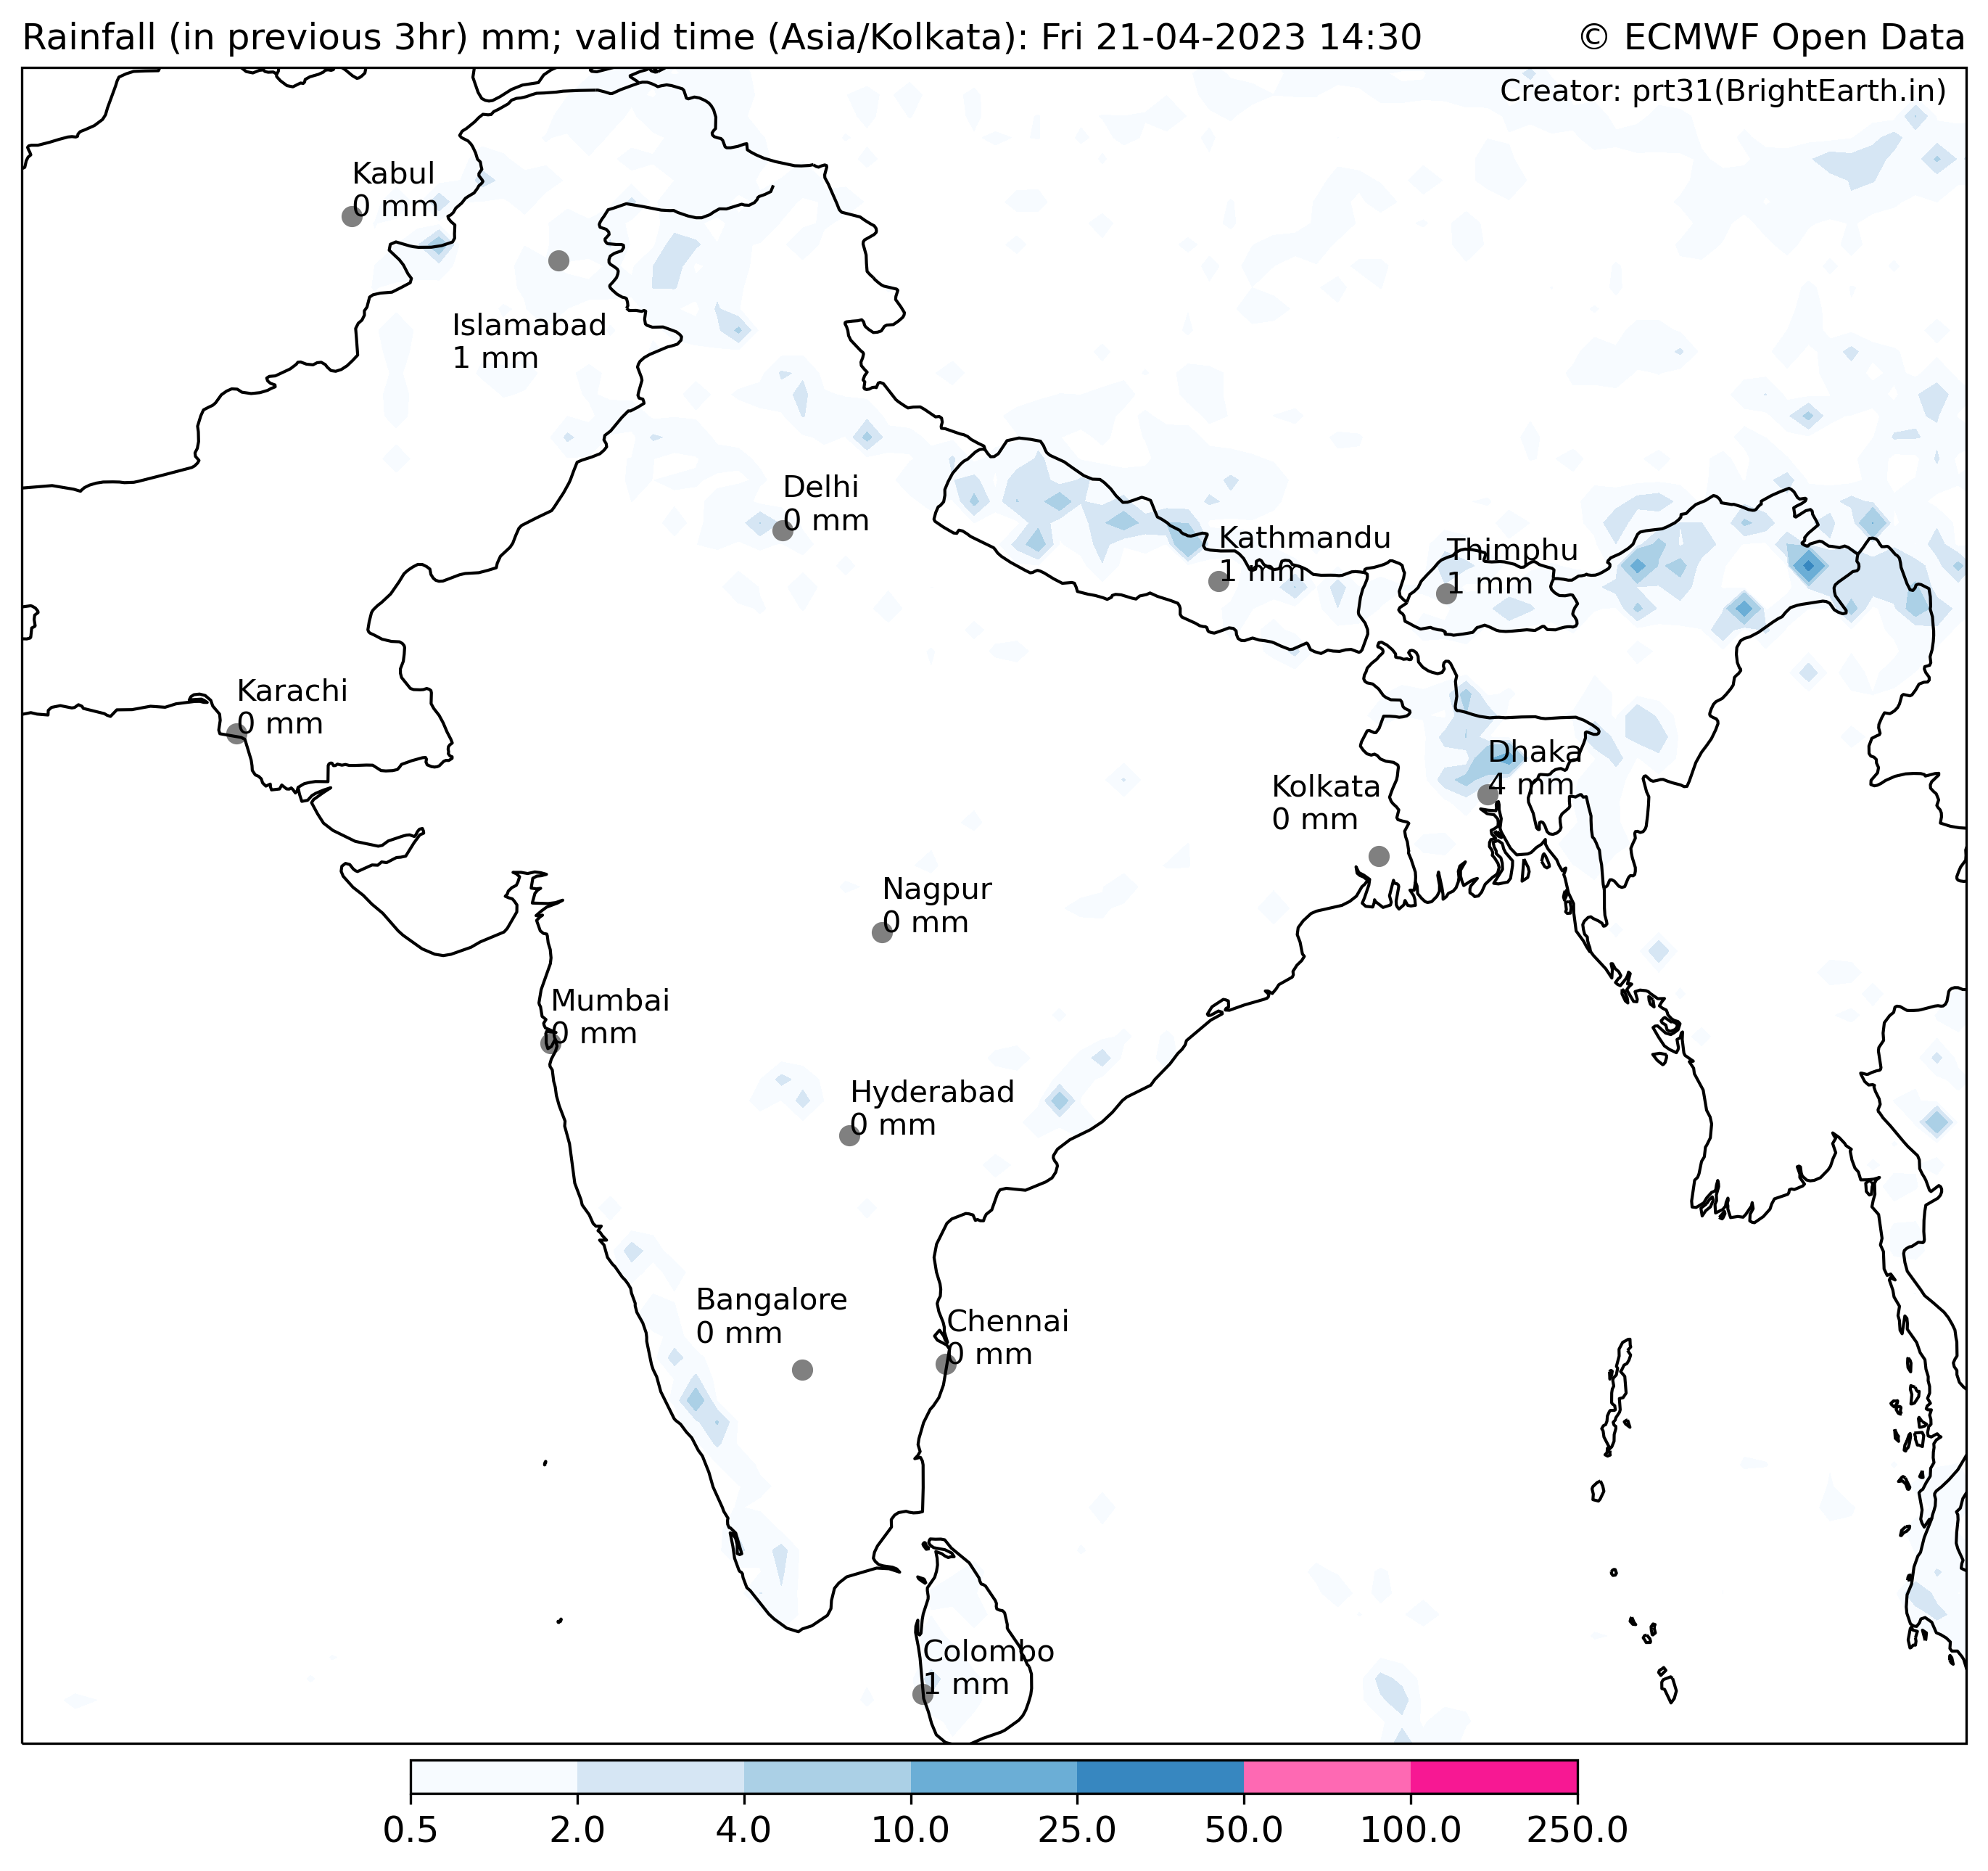 Rainfall (in previous 3hr) mm; valid time (Asia/Kolkata): Fri 21-04-2023 14:30
© ECMWF Open Data
Creator: prt31(BrightEarth.in)
Kabul
0 mm
Islamabad
1 mm
Delhi
0 mm
Kathmandu
1 mm
Thimphu
1 mm
Karachi
0 mm
Dhaka
4 mm
Kolkata
0 mm
Nagpur
0 mm
Mumbai
0 mm
Hyderabad
0 mm
Bangalore
0 mm
Chennai
0 mm
Colombo
1 mm
0.5 2.0 4.0 10.0 25.0 50.0 100.0 250.0